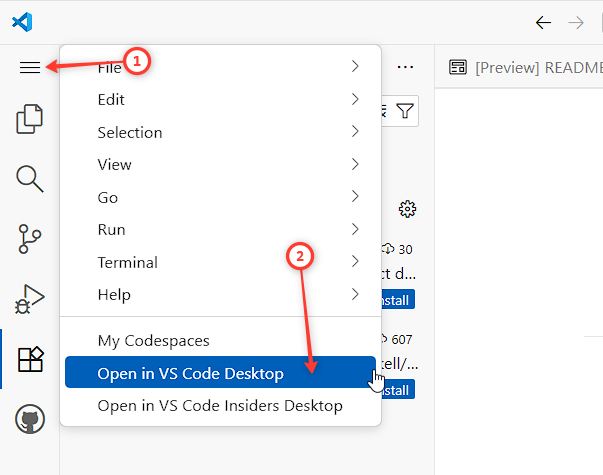 1
File
[Preview] README
Edit
Selection
View
Go
Run
2
30
Terminal
ct d...
Help
nstall
My Codespaces
607
Open in VS Code Desktop
tell/...
nstall
Open in VS Code Insiders Desktop